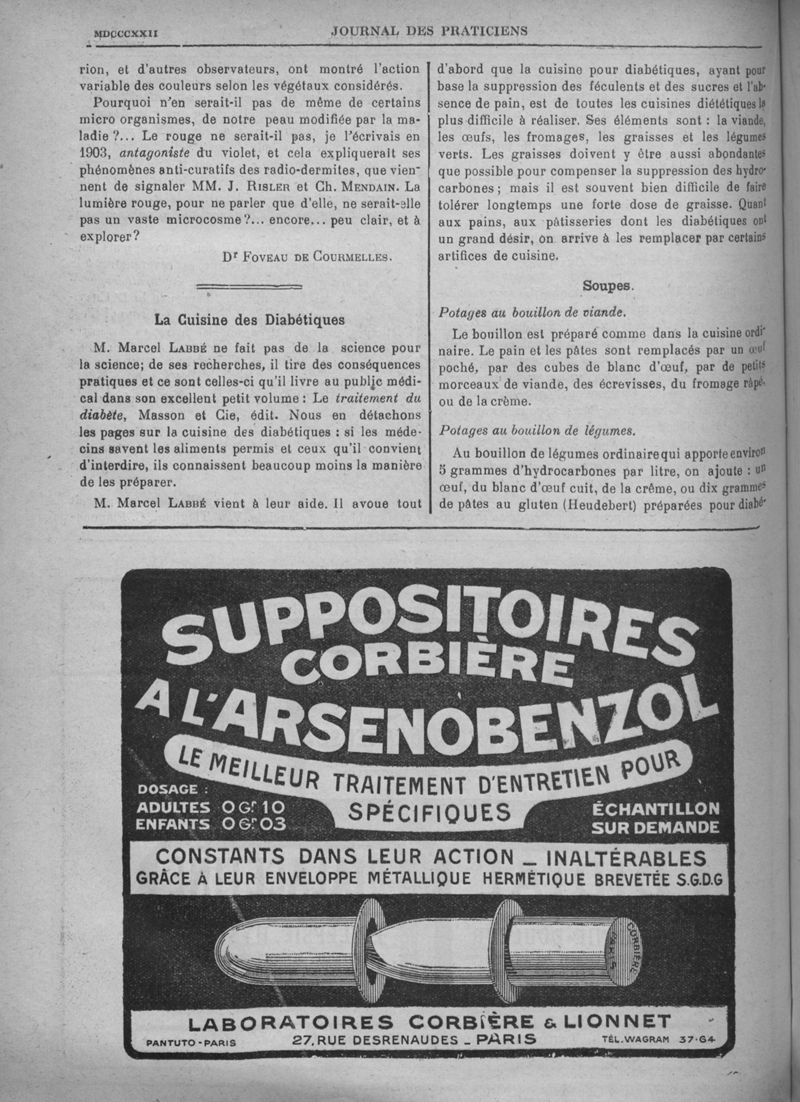 MDCCCXXII
JOURNAL DES PRATICIENS
rion, et d'autres observateurs, ont montré l'action
variable des couleurs selon les végétaux considérés.
Pourquoi n'en serait-il pas de même de certains
micro organismes, de notre peau modifiée par la ma-
ladie ?... Le rouge ne serait-il pas, je l'écrivais en
1903, antagoniste du violet, et cela expliquerait ses
phénomènes anti-curatifs des radio-dermites, que vien-
nent de signaler MM. J. RISLER et Ch. MENDAIN. La
lumière rouge, pour ne parler que d'elle, ne serait-elle
pas un vaste microcosme ?... encore... peu clair, et à
explorer ?
Dr FOVEAU DE COURMELLES.
La Cuisine des Diabétiques
M. Marcel LABBÉ ne fait pas de la science pour
la science; de ses recherches, il tire des conséquences
pratiques et ce sont celles-ci qu'il livre au public médi-
cal dans son excellent petit volume : Le traitement du
diabète, Masson et Cie, édit. Nous en détachons
les pages sur la cuisine des diabétiques : si les méde-
cins savent les aliments permis et ceux qu'il convient
d'interdire, ils connaissent beaucoup moins la manière
de les préparer.
M. Marcel LABBÉ vient à leur aide. Il avoue tout
d'abord que la cuisine pour diabétiques, ayant pour
base la suppression des féculents et des sucres et l'ab-
sence de pain, est de toutes les cuisines diététiques la
plus difficile à réaliser. Ses éléments sont : la viande,
les œufs, les fromages, les graisses et les légumes
verts. Les graisses doivent y être aussi abondantes
que possible pour compenser la suppression des hydro-
carbones ; mais il est souvent bien difficile de faire
tolérer longtemps une forte dose de graisse. Quant
aux pains, aux pâtisseries dont les diabétiques ont
un grand désir, on arrive à les remplacer par certains
artifices de cuisine.
Soupes.
Potages au bouillon de viande.
Le bouillon est préparé comme dans la cuisine ordi-
naire. Le pain et les pâtes sont remplacés par un œuf
poché, par des cubes de blanc d'œuf, par de petits
morceaux de viande, des écrevisses, du fromage râpé,
ou de la crème.
Potages au bouillon de légumes.
Au bouillon de légumes ordinaire qui apporte environ
5 grammes d'hydrocarbones par litre, on ajoute : un
œuf, du blanc d'œuf cuit, de la crême, ou dix grammes
de pâtes au gluten (Heudebert) préparées pour diabé-
SUPPOSITOIRES
CORBIÈRE
A L'ARSENOBENZOL
LE MEILLEUR TRAITEMENT D'ENTRETIEN POUR
SPÉCIFIQUES
DOSAGE :
ADULTES 0Gr10
ENFANTS 0Gr03
ÉCHANTILLON
SUR DEMANDE
CONSTANTS DANS LEUR ACTION _ INALTÉRABLES
GRÂCE À LEUR ENVELOPPE MÉTALLIQUE HERMÉTIQUE BREVETÉE S.G.D.G
CORBIÈRE
LABORATOIRES CORBIÈRE & LIONNET
PANTUTO - PARIS
27, RUE DESRENAUDES _ PARIS
TÉL. WAGRAM 37-64